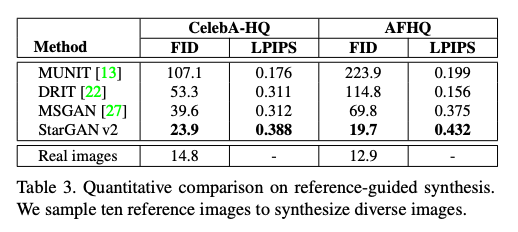 CelebA-HQ AFHQ
Method FID LPIPS FID LPIPS
MUNIT [13] 107.1 0.176 223.9 0.199
DRIT [22] 53.3 0.311 114.8 0.156
MSGAN [27] 39.6 0.312 69.8 0.375
StarGAN v2 23.9 0.388 19.7 0.432
Real images 14.8 - 12.9 -
Table 3. Quantitative comparison on reference-guided synthesis.
We sample ten reference images to synthesize diverse images.